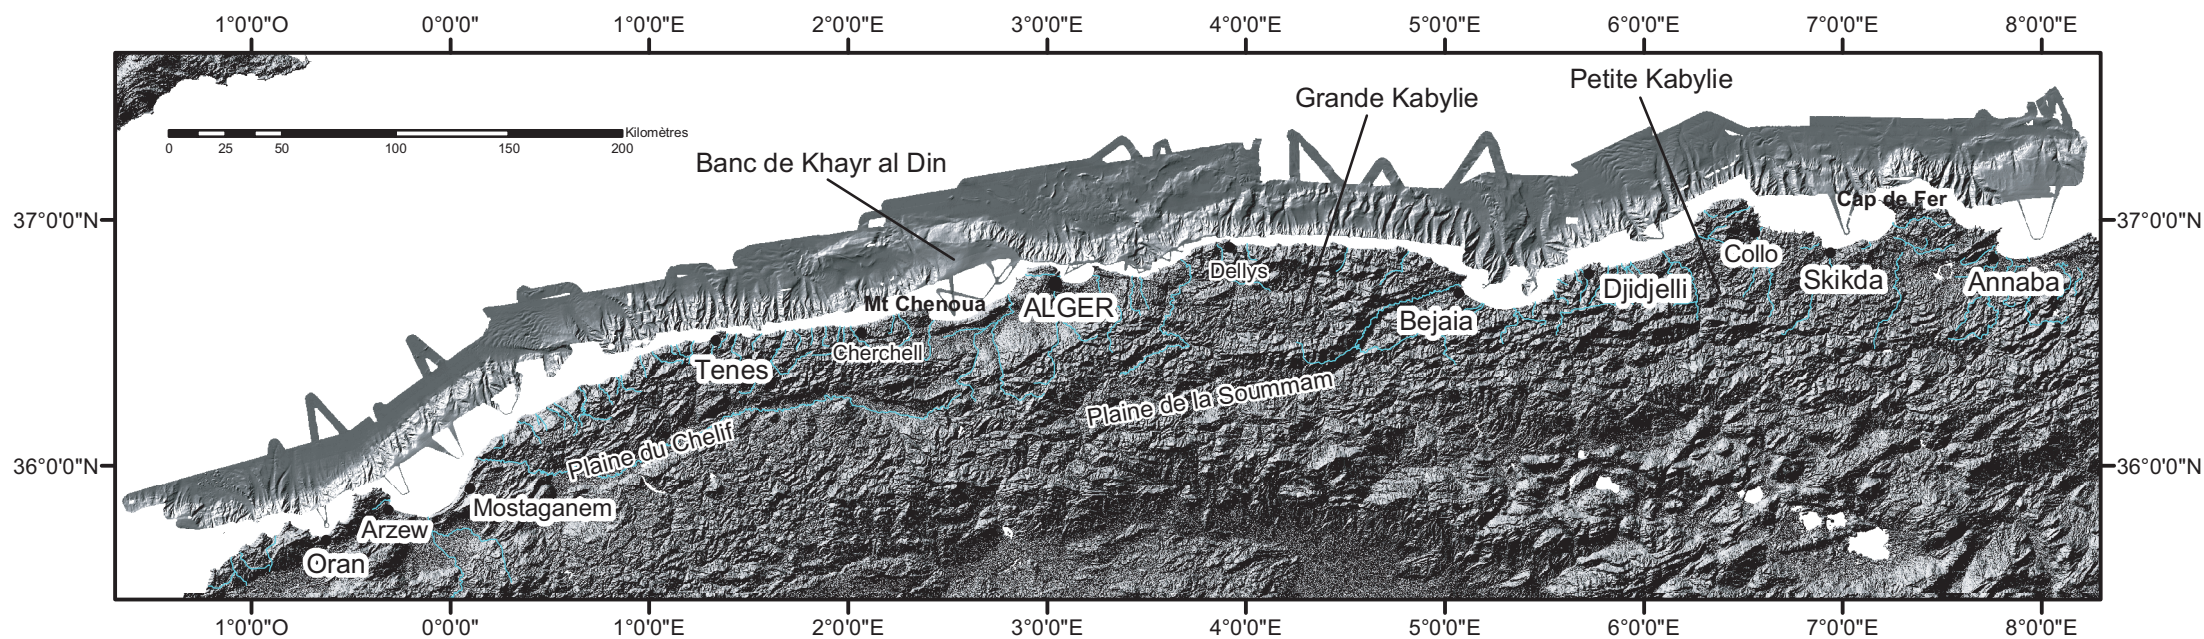 1°0'0"O 0°0'0" 1°0'0"E 2°0'0"E 3°0'0"E 4°0'0"E 5°0'0"E 6°0'0"E 7°0'0"E 8°0'0"E
Petite Kabylie
Grande Kabylie
Kilomètres
0 25 50 100 150 200
Banc de Khayr al Din
37°0'0"N 37°0'0"N
Cap de Fer
Collo
Dellys
Skikda
Annaba
Djidjelli
Mt Chenoua
ALGER
Bejaia
Cherchell
Tenes
Plaine de la Soummam
Plaine du Chelif
36°0'0"N 36°0'0"N
Mostaganem
Arzew
Oran
1°0'0"O 0°0'0" 1°0'0"E 2°0'0"E 3°0'0"E 4°0'0"E 5°0'0"E 6°0'0"E 7°0'0"E 8°0'0"E